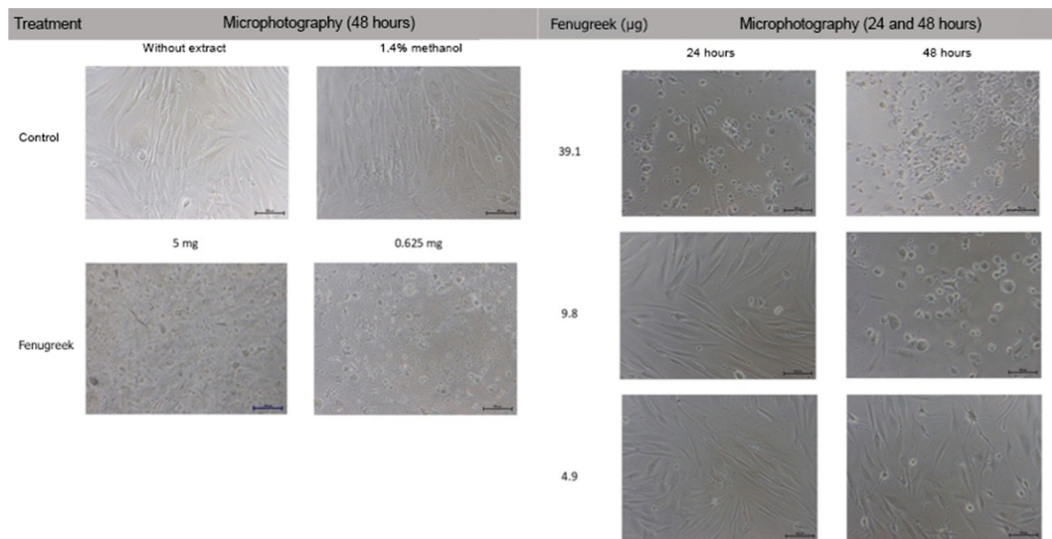 Treatment
Microphotography (48 hours)
Without extract
1.4% methanol
Control
5 mg
0.625 mg
Fenugreek
Fenugreek (µg)
Microphotography (24 and 48 hours)
24 hours
48 hours
39.1
9.8
4.9